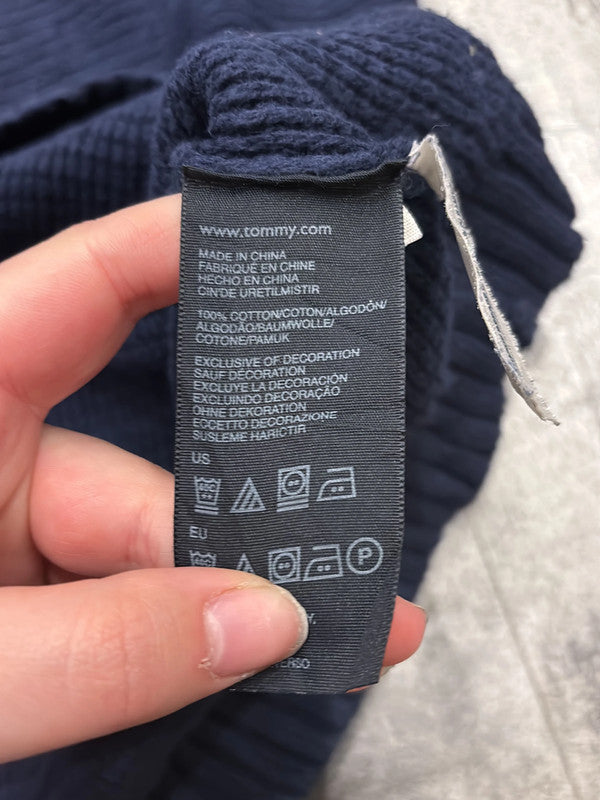 www.tommy.com
MADE IN CHINA
FABRIQUÉ EN CHINE
HECHO EN CHINA
CIN'DE URETILMISTIR
100% COTTON/COTON/ALGODÓN/
ALGODÃO/BAUMWOLLE/
COTONE/PAMUK
EXCLUSIVE OF DECORATION
SAUF DECORATION
EXCLUYE LA DECORACIÓN
EXCLUINDO DECORAÇÃO
OHNE DEKORATION
ECCETTO DECORAZIONE
SUSLEME HARICTIR
US
EU
P